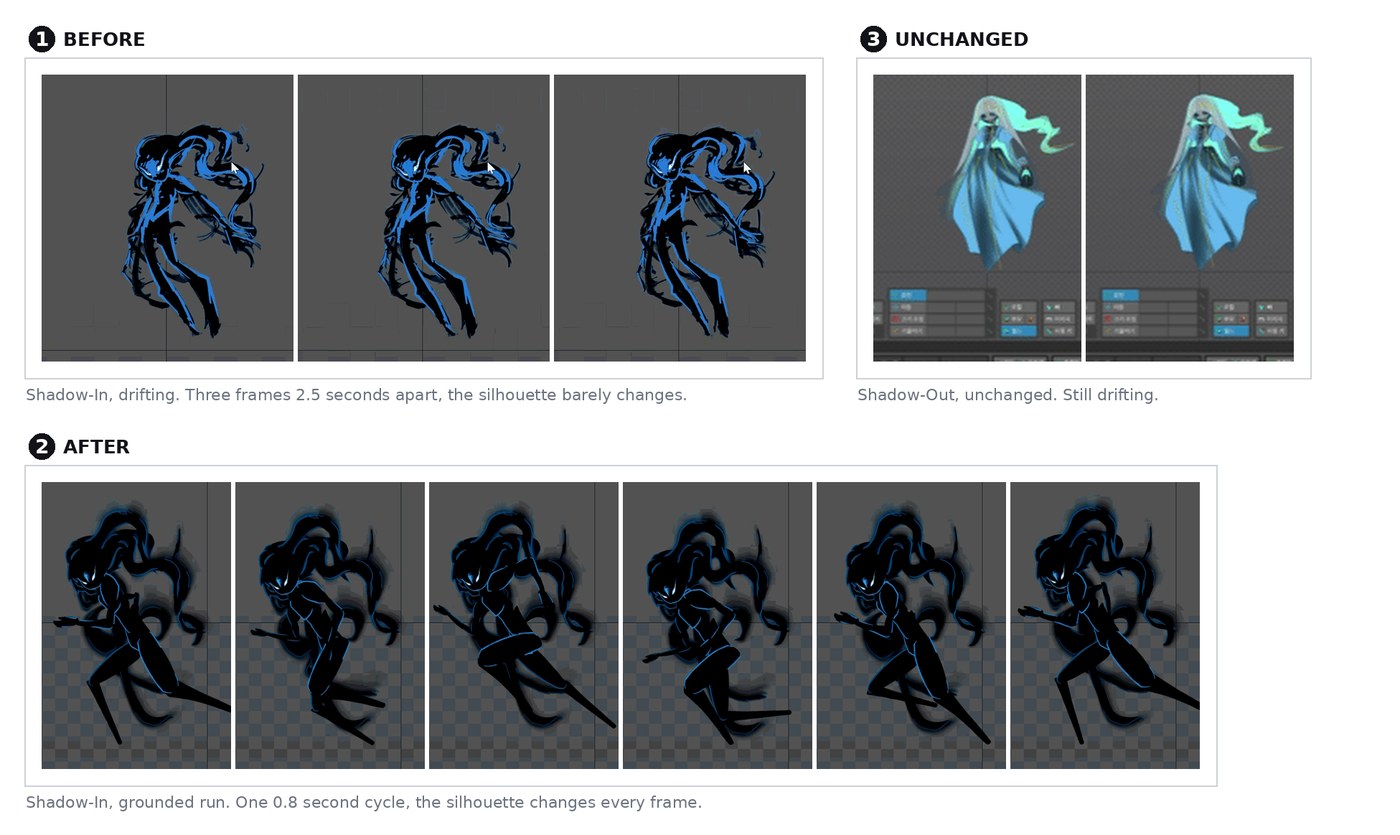 1 BEFORE
3 UNCHANGED
Shadow-In, drifting. Three frames 2.5 seconds apart, the silhouette barely changes.
Shadow-Out, unchanged. Still drifting.
2 AFTER
Shadow-In, grounded run. One 0.8 second cycle, the silhouette changes every frame.